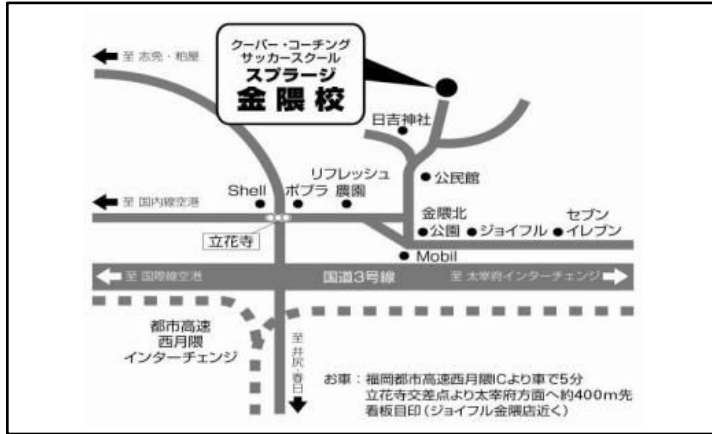 至 志免・粕屋
クーバー・コーチング
サッカースクール
スプラージ
金隈校
日吉神社
リフレッシュ
農園
公民館
Shell
ポプラ
至 国内線空港
立花寺
金隈北
公園
ジョイフル
セブン
イレブン
Mobil
至 国際線空港
国道3号線
至 太宰府インターチェンジ
都市高速
西月隈
インターチェンジ
至 井尻・春日
お車：福岡都市高速西月隈ICより車で5分
立花寺交差点より太宰府方面へ約400m先
看板目印（ジョイフル金隈店近く）